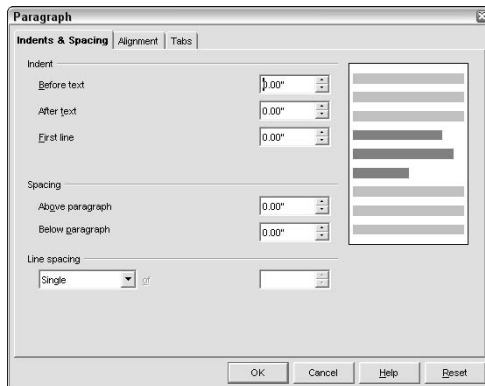 Paragraph
Indents & Spacing Alignment Tabs
Indent
Before text 0.00"
After text 0.00"
First line 0.00"
Spacing
Above paragraph 0.00"
Below paragraph 0.00"
Line spacing
Single of
OK Cancel Help Reset